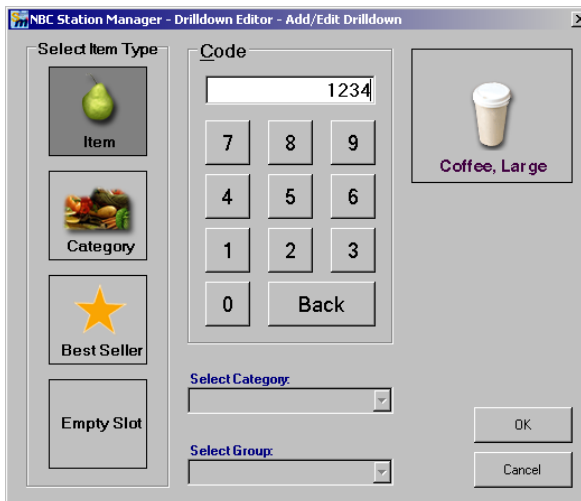 NBC Station Manager - Drilldown Editor - Add/Edit Drilldown
Select Item Type
Item
Category
Best Seller
Empty Slot
Code
1234
7 8 9
4 5 6
1 2 3
0 Back
Select Category:
Select Group:
Coffee, Large
OK
Cancel